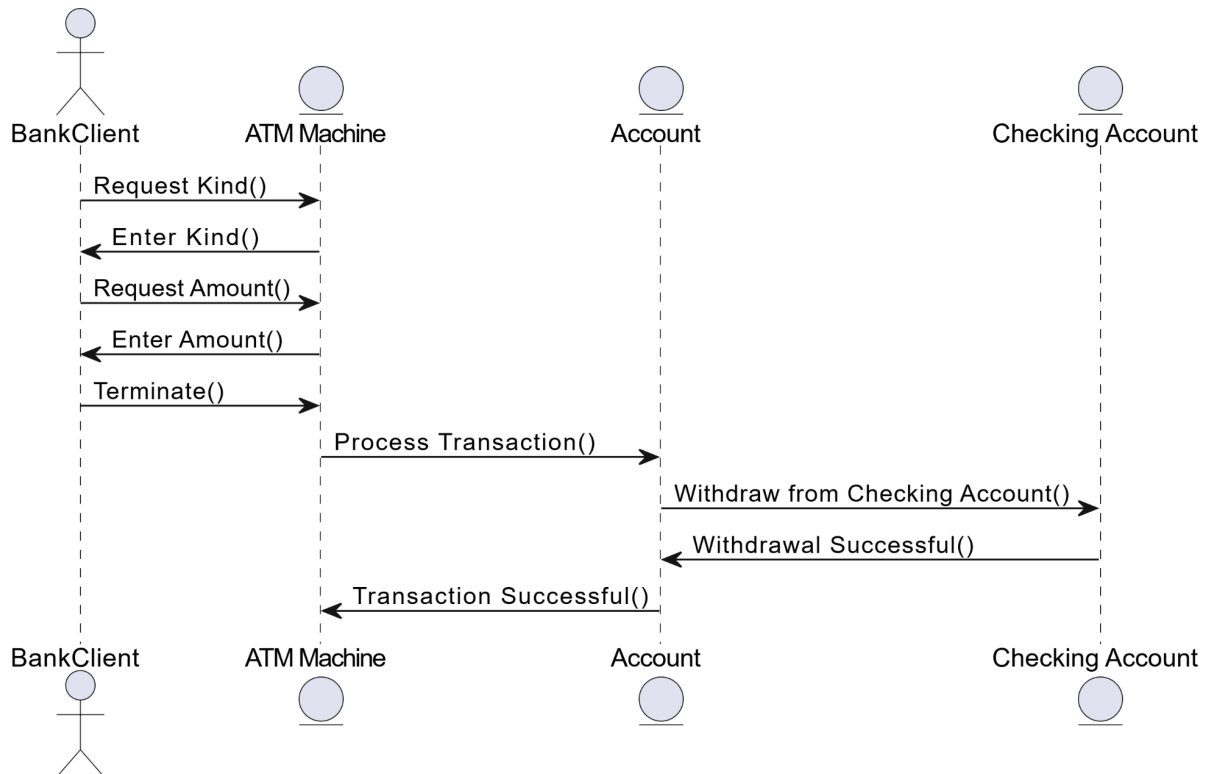 BankClient
ATM Machine
Account
Checking Account
Request Kind()
Enter Kind()
Request Amount()
Enter Amount()
Terminate()
Process Transaction()
Withdraw from Checking Account()
Withdrawal Successful()
Transaction Successful()
BankClient
ATM Machine
Account
Checking Account